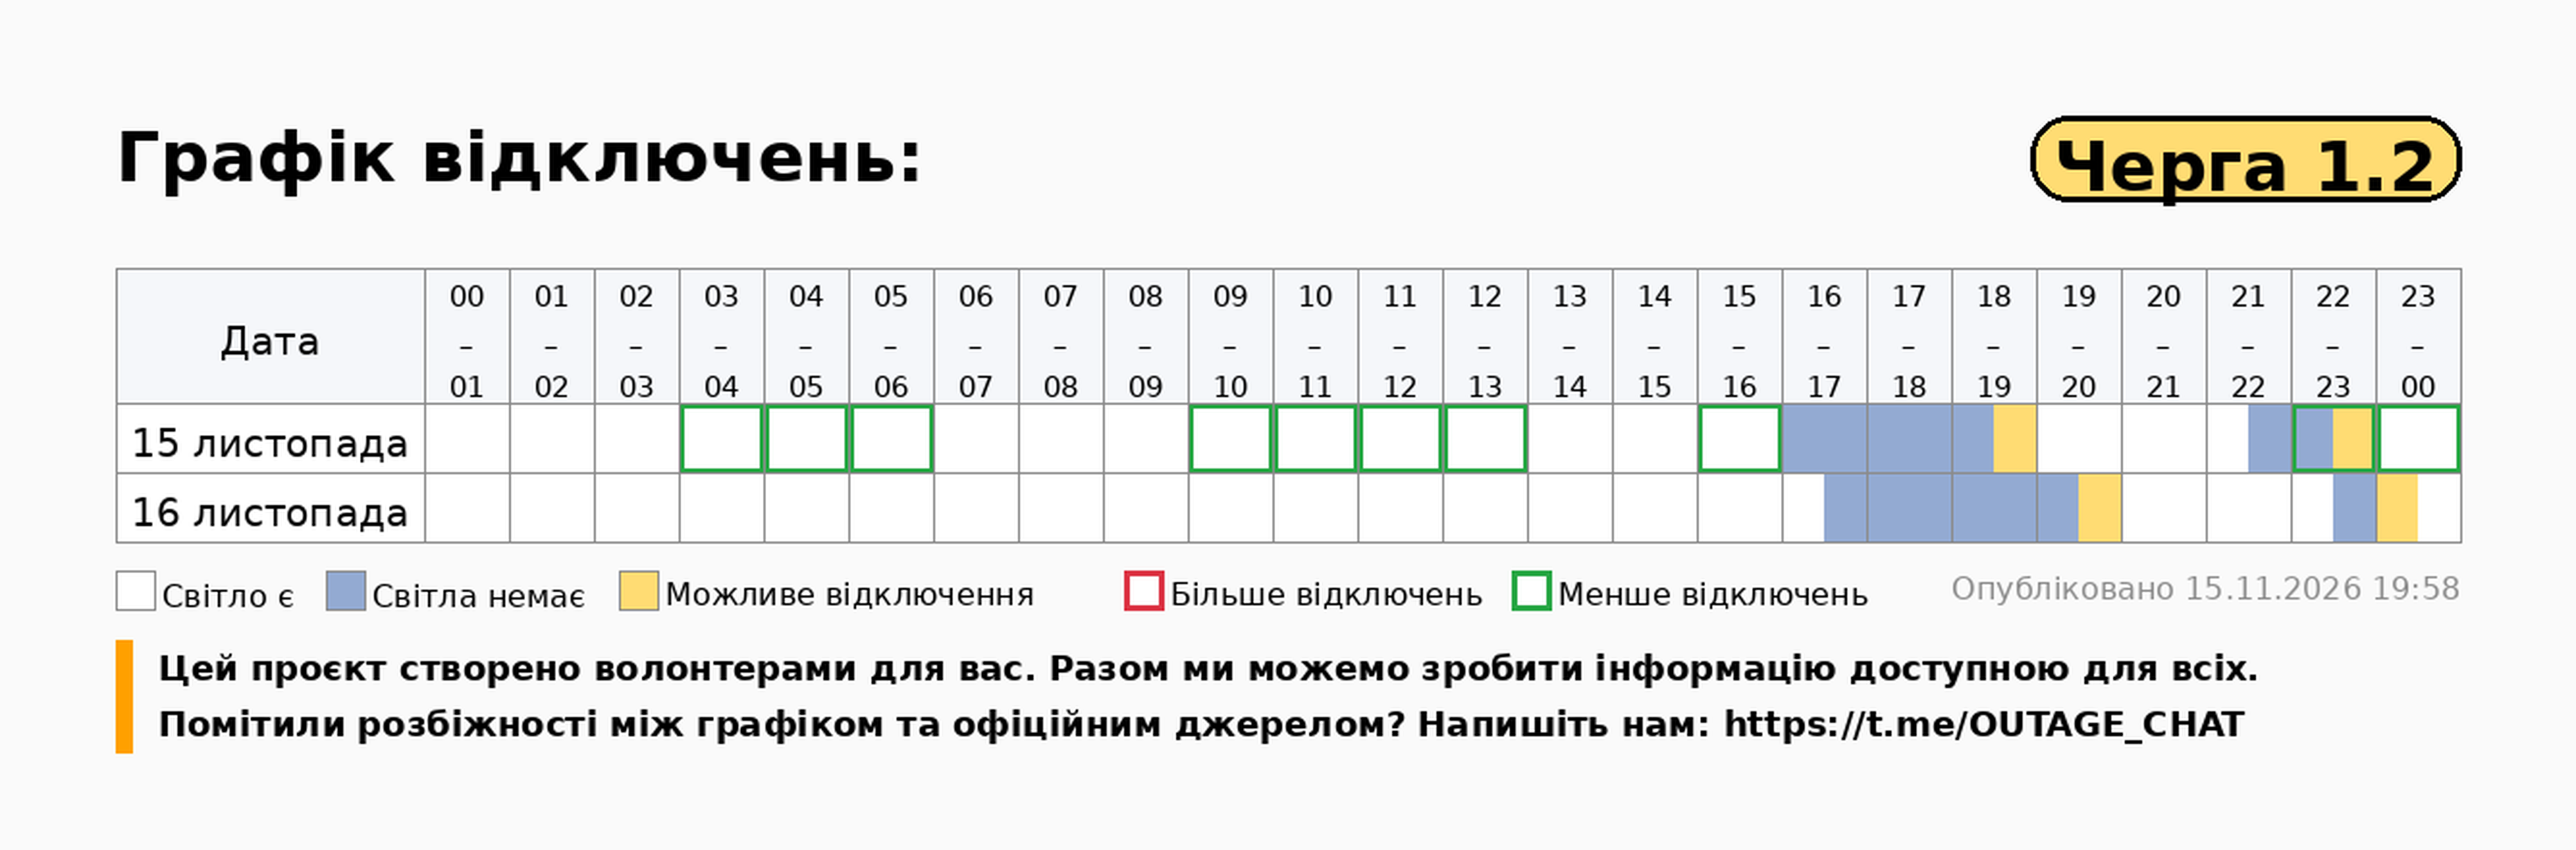 Графік відключень:
Черга 1.2
Дата
00 – 01
01 – 02
02 – 03
03 – 04
04 – 05
05 – 06
06 – 07
07 – 08
08 – 09
09 – 10
10 – 11
11 – 12
12 – 13
13 – 14
14 – 15
15 – 16
16 – 17
17 – 18
18 – 19
19 – 20
20 – 21
21 – 22
22 – 23
23 – 00
15 листопада
16 листопада
Світло є
Світла немає
Можливе відключення
Більше відключень
Менше відключень
Опубліковано 15.11.2026 19:58
Цей проєкт створено волонтерами для вас. Разом ми можемо зробити інформацію доступною для всіх.
Помітили розбіжності між графіком та офіційним джерелом? Напишіть нам: https://t.me/OUTAGE_CHAT